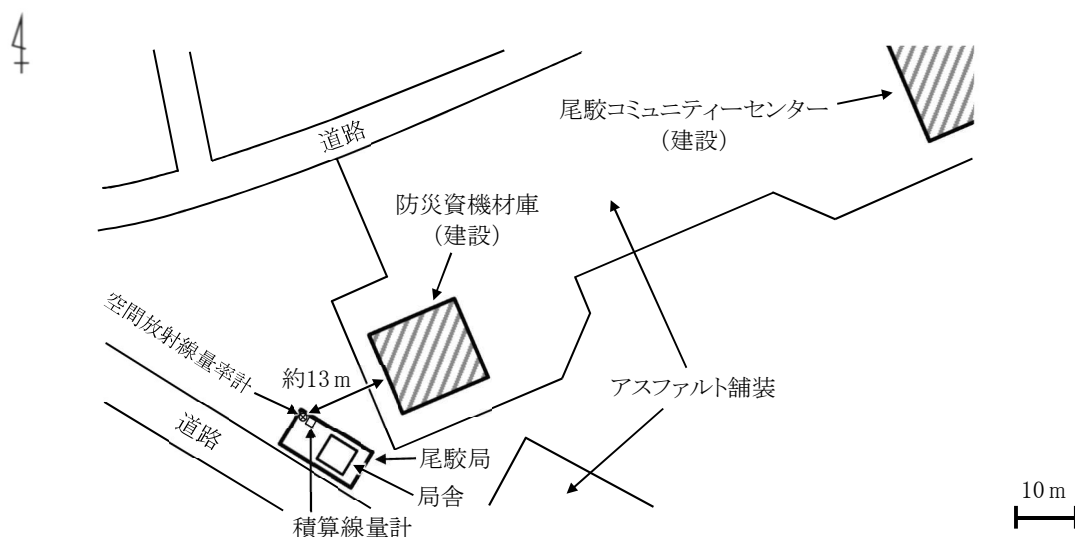 尾駮コミュニティーセンター
（建設）
道路
防災資機材庫
（建設）
空間放射線量率計
約13ｍ
アスファルト舗装
道路
尾駮局
局舎
積算線量計
10ｍ